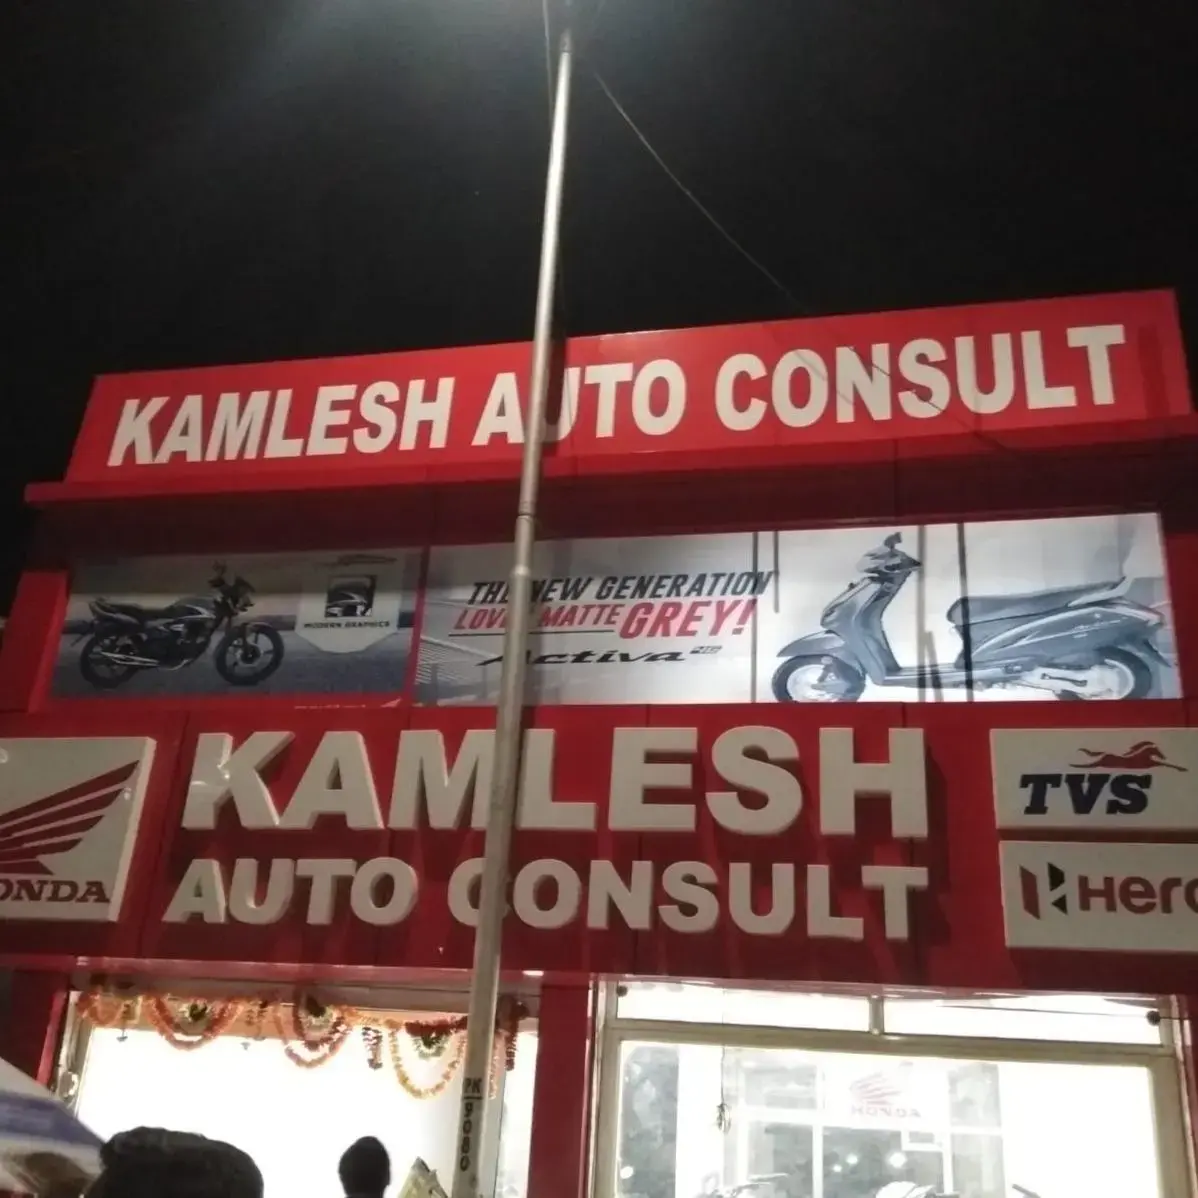 KAMLESH AUTO CONSULT
MODERN GRAPHICS
THE NEW GENERATION
LOVES MATTE GREY!
Activa
KAMLESH
AUTO CONSULT
HONDA
TVS
Hero
HONDA